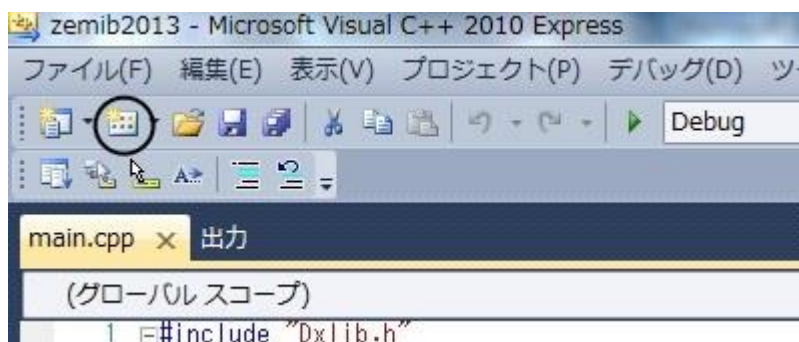 zemib2013 - Microsoft Visual C++ 2010 Express
ファイル(F) 編集(E) 表示(V) プロジェクト(P) デバッグ(D)
Debug
main.cpp × 出力
(グローバル スコープ)
1 #include "Dxlib.h"